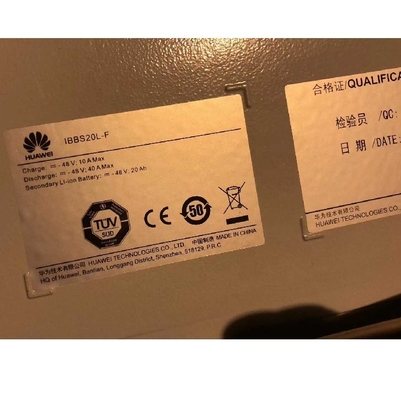 HUAWEI
IBBS20L-F
Charge: ⎓ -48 V; 10 A Max
Discharge: ⎓ -48 V; 40 A Max
Secondary Li-ion Battery: ⎓ -48 V; 20 Ah
TÜV
SÜD
CE
50
华为技术有限公司 HUAWEI TECHNOLOGIES CO., LTD. 中国制造 MADE IN CHINA
HQ of Huawei, Bantian, Longgang District, Shenzhen, 518129, P.R.C
合格证/QUALIFICA
检验员 /QC:
日 期 /DATE:
华为技术有限公司
HUAWEI TECHNOLOGIES CO.,